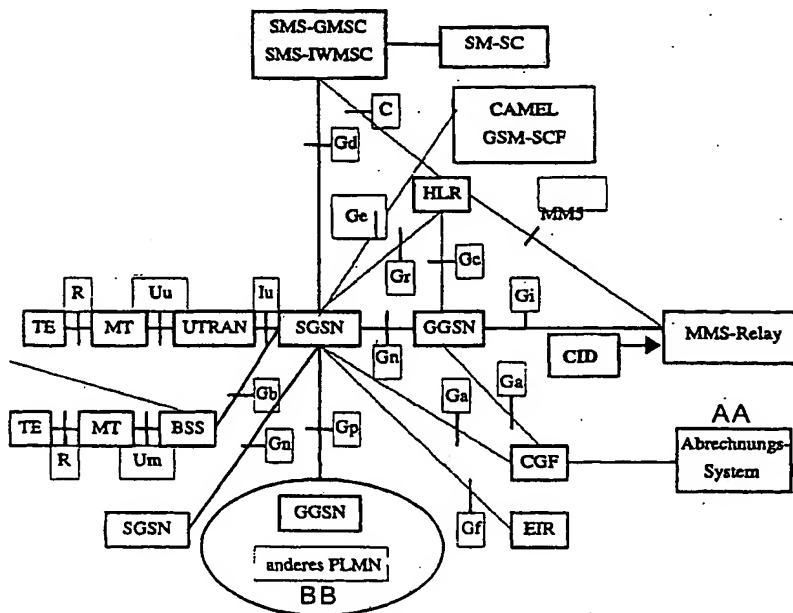 SMS-GMSC
SMS-IWMSC
SM-SC
C
CAMEL
GSM-SCF
Gd
HLR
Ge
MM5
Gr
Gc
R
Uu
Iu
Gi
TE
MT
UTRAN
SGSN
GGSN
MMS-Relay
Gn
CID
Ga
Gb
Ga
AA
TE
MT
BSS
Gn
Gp
CGF
Abrechnungs-
System
R
Um
SGSN
GGSN
Gf
EIR
anderes PLMN
BB